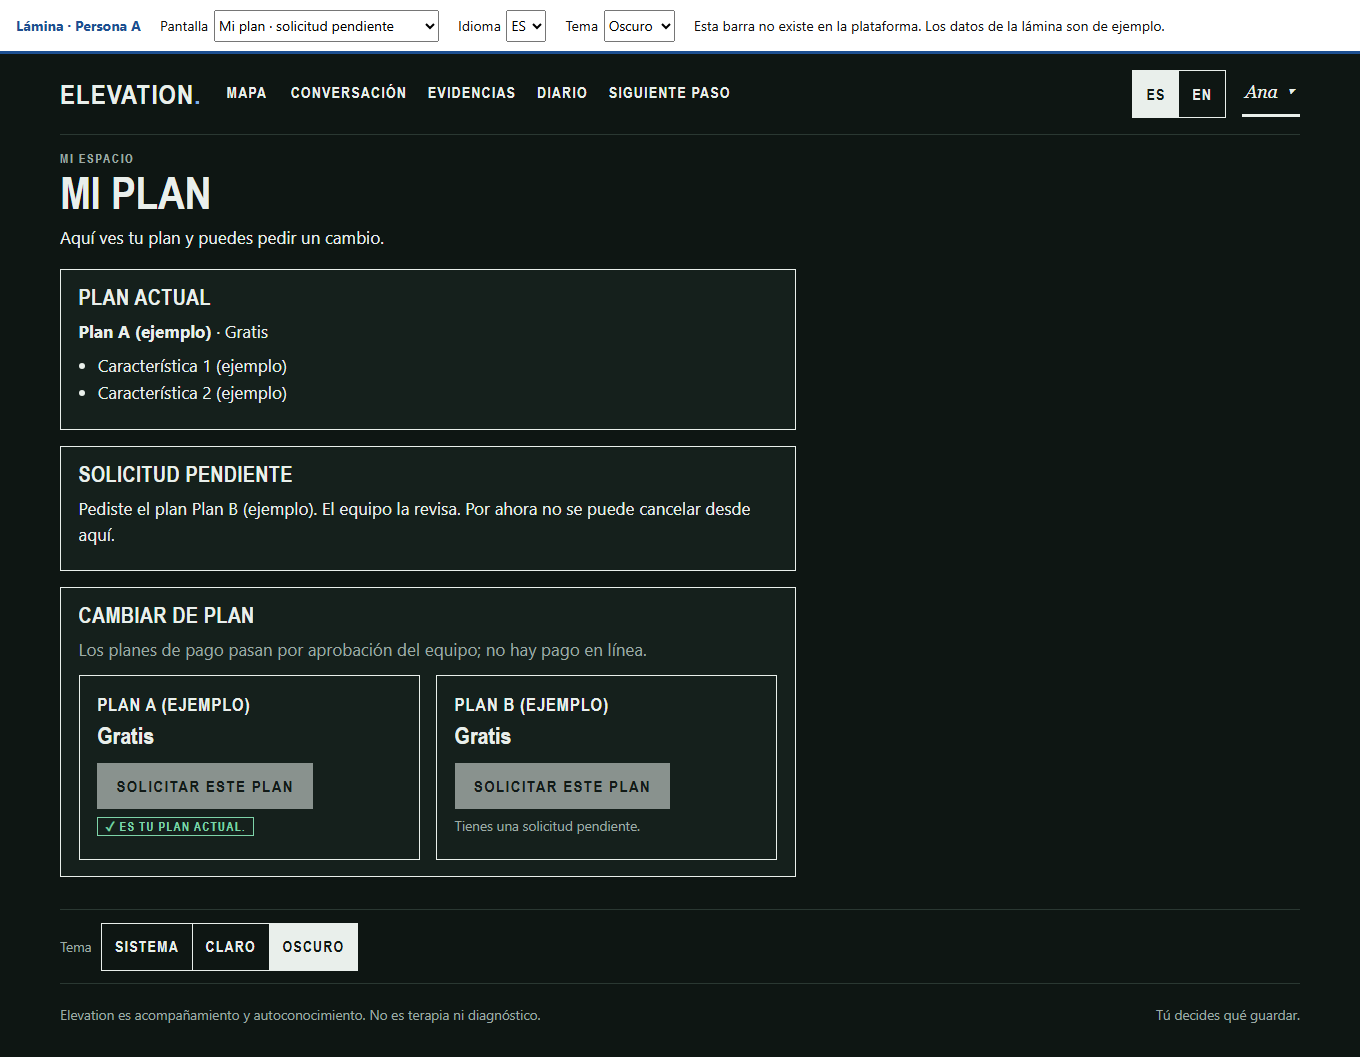 Lámina · Persona A Pantalla Mi plan · solicitud pendiente Idioma ES Tema Oscuro Esta barra no existe en la plataforma. Los datos de la lámina son de ejemplo.
ELEVATION. MAPA CONVERSACIÓN EVIDENCIAS DIARIO SIGUIENTE PASO ES EN Ana
MI ESPACIO
MI PLAN
Aquí ves tu plan y puedes pedir un cambio.
PLAN ACTUAL
Plan A (ejemplo) · Gratis
• Característica 1 (ejemplo)
• Característica 2 (ejemplo)
SOLICITUD PENDIENTE
Pediste el plan Plan B (ejemplo). El equipo la revisa. Por ahora no se puede cancelar desde
aquí.
CAMBIAR DE PLAN
Los planes de pago pasan por aprobación del equipo; no hay pago en línea.
PLAN A (EJEMPLO)
Gratis
SOLICITAR ESTE PLAN
✓ ES TU PLAN ACTUAL.
PLAN B (EJEMPLO)
Gratis
SOLICITAR ESTE PLAN
Tienes una solicitud pendiente.
Tema SISTEMA CLARO OSCURO
Elevation es acompañamiento y autoconocimiento. No es terapia ni diagnóstico.
Tú decides qué guardar.